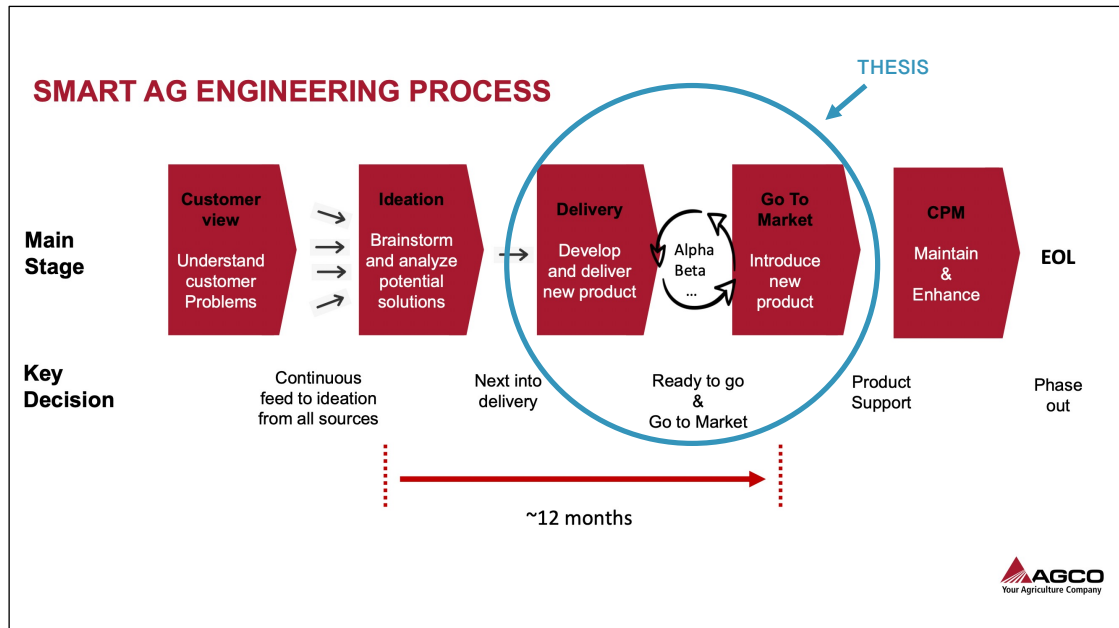 THESIS
SMART AG ENGINEERING PROCESS
Main
Stage
Customer
view
Understand
customer
Problems
Ideation
Brainstorm
and analyze
potential
solutions
Delivery
Develop
and deliver
new product
Alpha
Beta
...
Go To
Market
Introduce
new
product
CPM
Maintain
&
Enhance
EOL
Key
Decision
Continuous
feed to ideation
from all sources
Next into
delivery
Ready to go
&
Go to Market
Product
Support
Phase
out
~12 months
AGCO
Your Agriculture Company